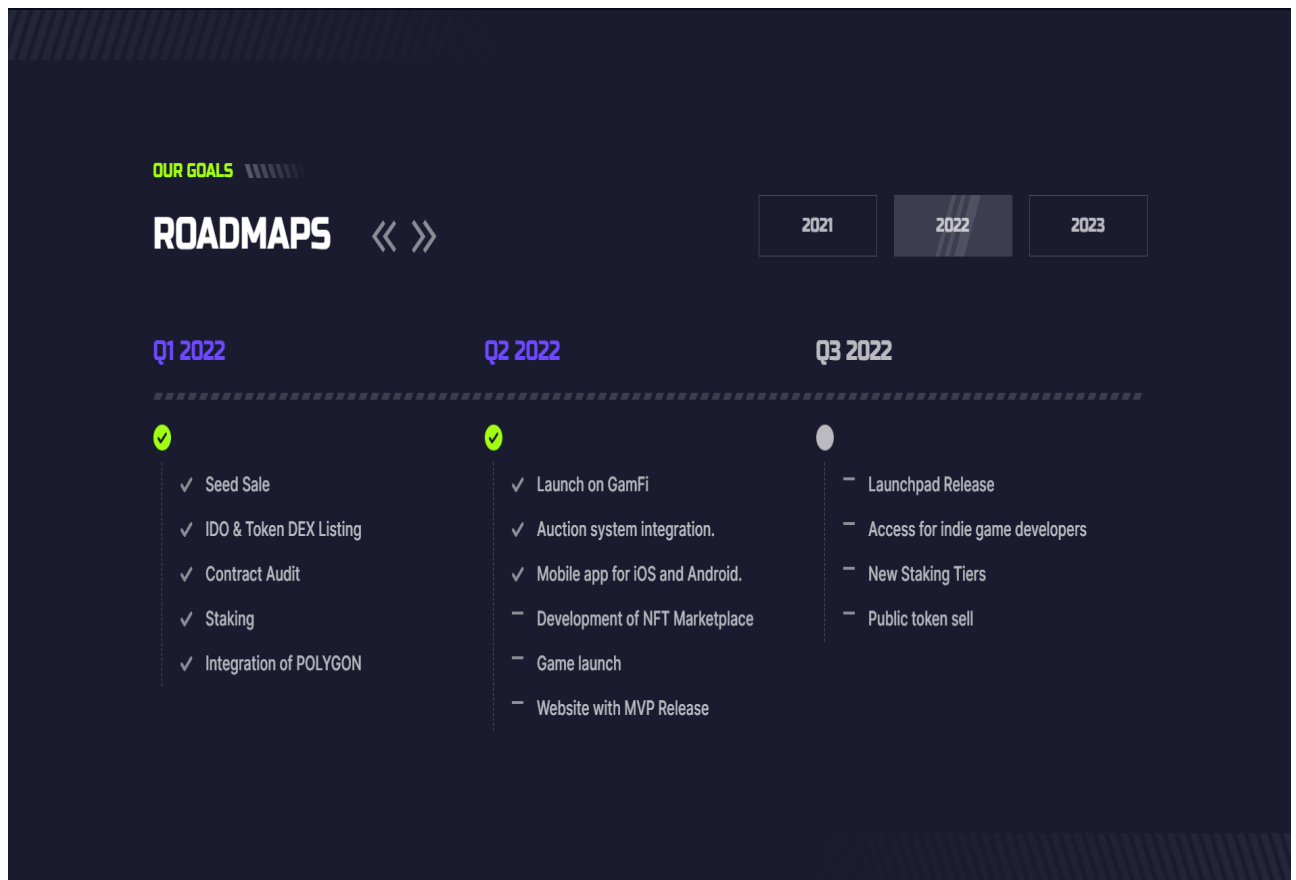 OUR GOALS
ROADMAPS
2021
2022
2023
Q1 2022
Seed Sale
IDO & Token DEX Listing
Contract Audit
Staking
Integration of POLYGON
Q2 2022
Launch on GamFi
Auction system integration.
Mobile app for iOS and Android.
Development of NFT Marketplace
Game launch
Website with MVP Release
Q3 2022
Launchpad Release
Access for indie game developers
New Staking Tiers
Public token sell